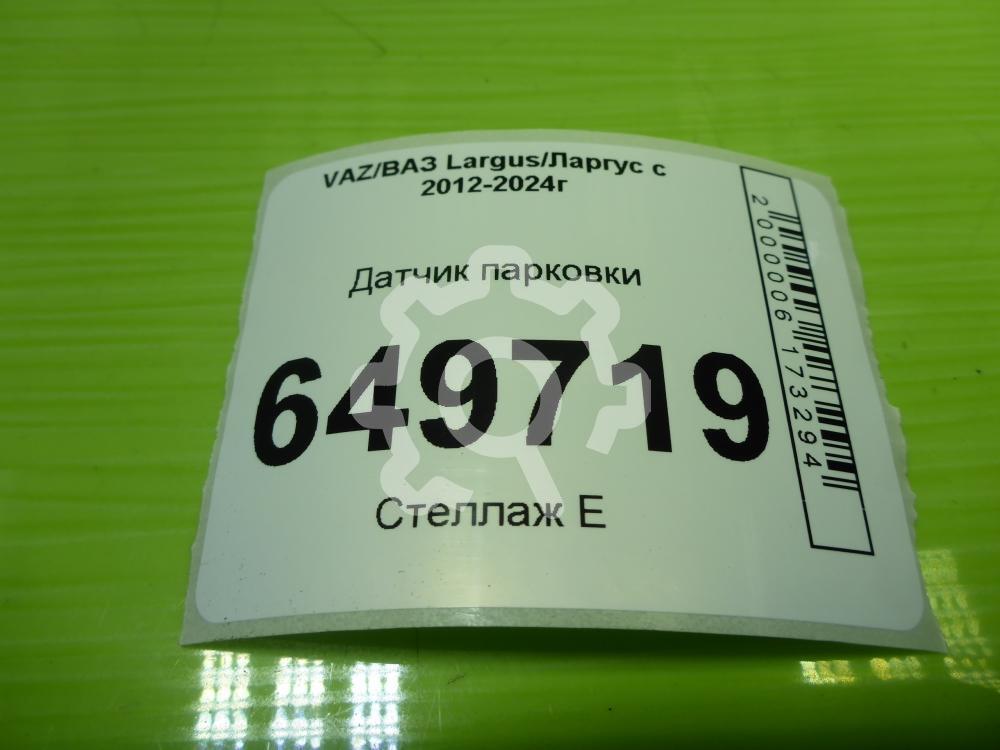 VAZ/ВАЗ Largus/Ларгус с
2012-2024г
Датчик парковки
649719
Стеллаж Е
2000006173294